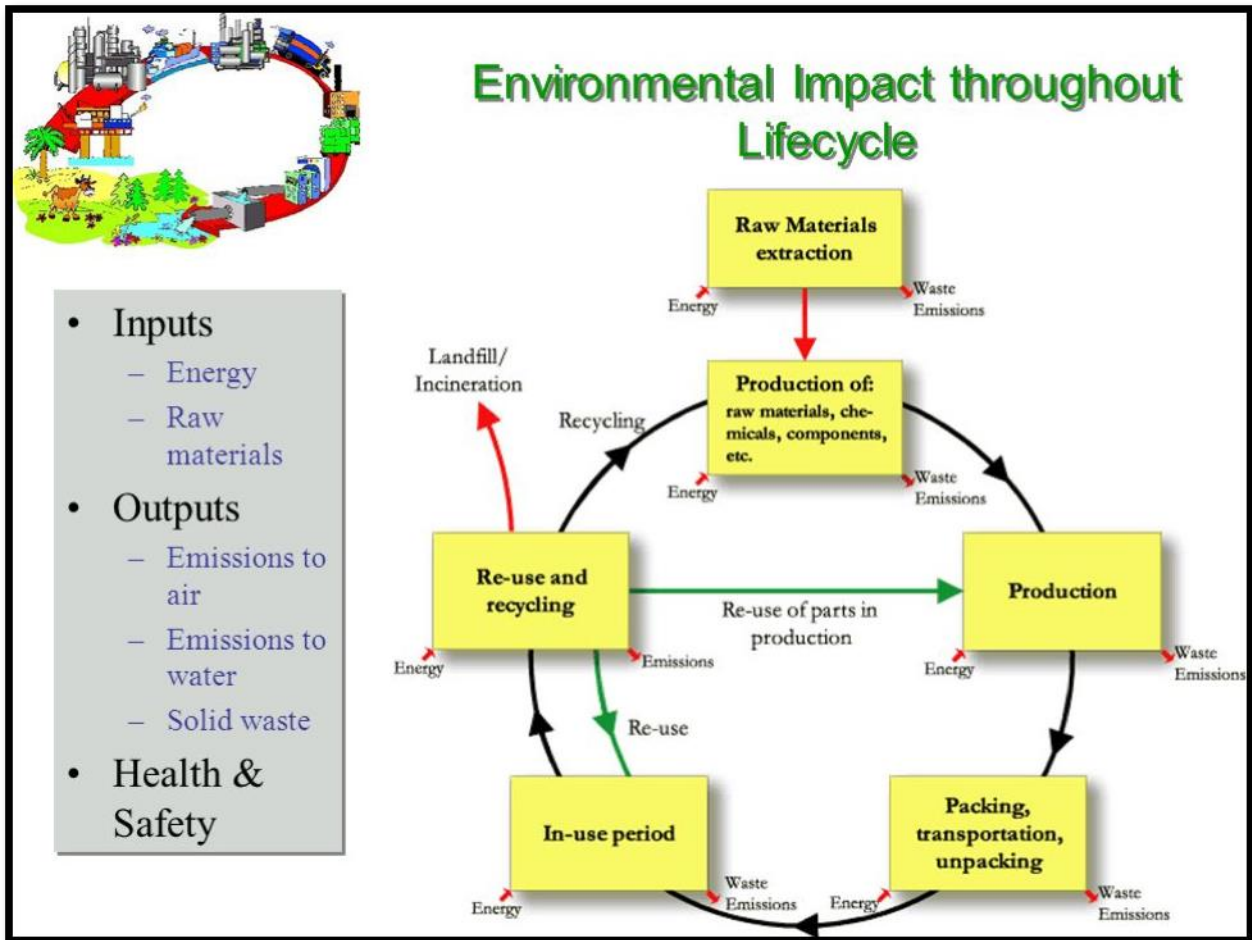 Environmental Impact throughout
Lifecycle
• Inputs
– Energy
– Raw
materials
• Outputs
– Emissions to
air
– Emissions to
water
– Solid waste
• Health &
Safety
Raw Materials
extraction
Energy
Waste
Emissions
Landfill/
Incineration
Recycling
Production of:
raw materials, che-
micals, components,
etc.
Energy
Waste
Emissions
Re-use and
recycling
Energy
Emissions
Re-use of parts in
production
Production
Energy
Waste
Emissions
Re-use
In-use period
Energy
Waste
Emissions
Packing,
transportation,
unpacking
Energy
Waste
Emissions